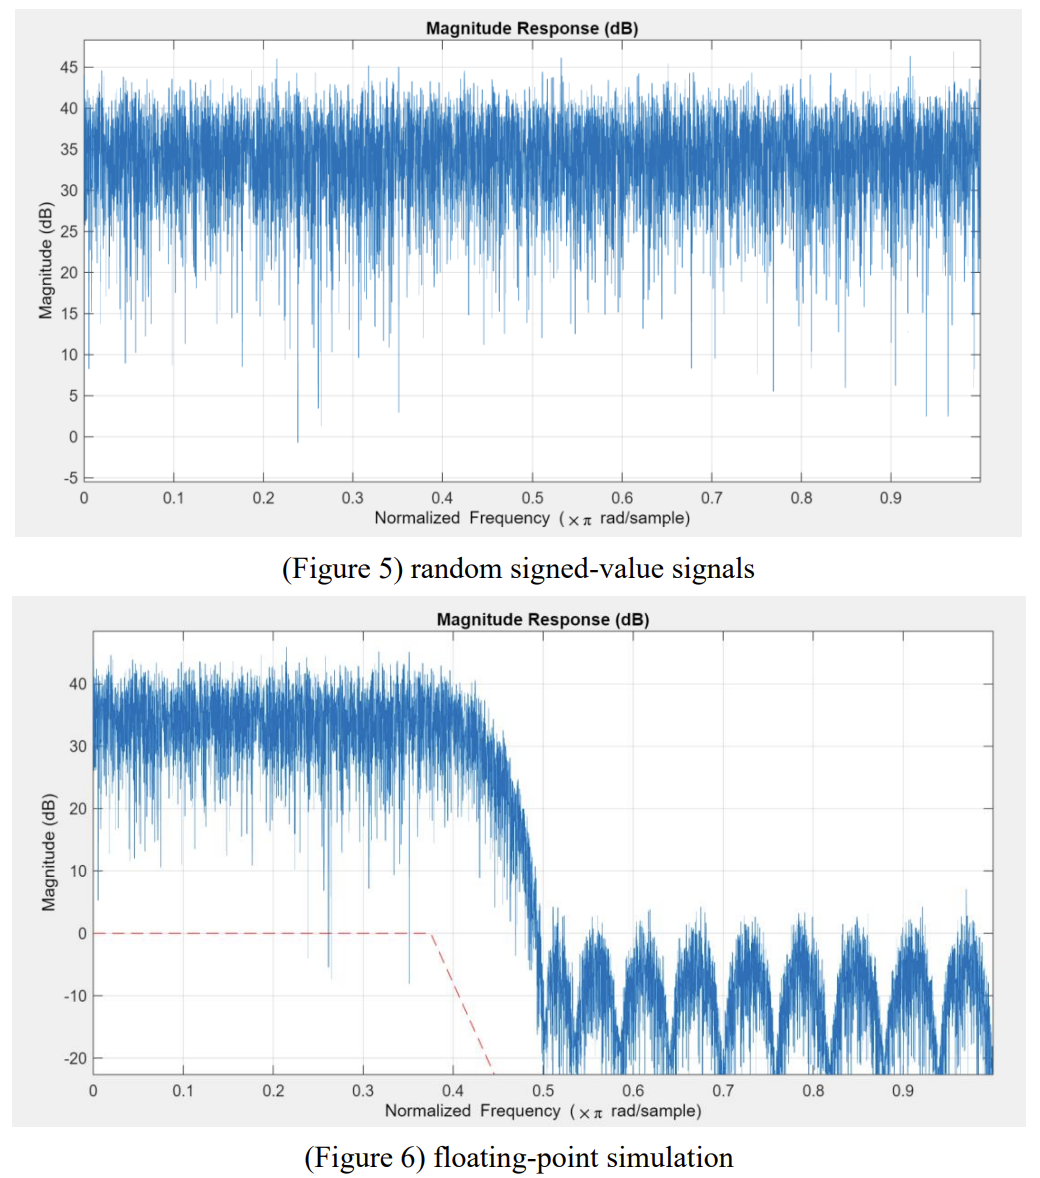 Magnitude Response (dB)
45
40
35
30
25
20
15
10
5
0
-5
Magnitude (dB)
0 0.1 0.2 0.3 0.4 0.5 0.6 0.7 0.8 0.9
Normalized Frequency (×π rad/sample)
(Figure 5) random signed-value signals
Magnitude Response (dB)
40
30
20
10
0
-10
-20
Magnitude (dB)
0 0.1 0.2 0.3 0.4 0.5 0.6 0.7 0.8 0.9
Normalized Frequency (×π rad/sample)
(Figure 6) floating-point simulation